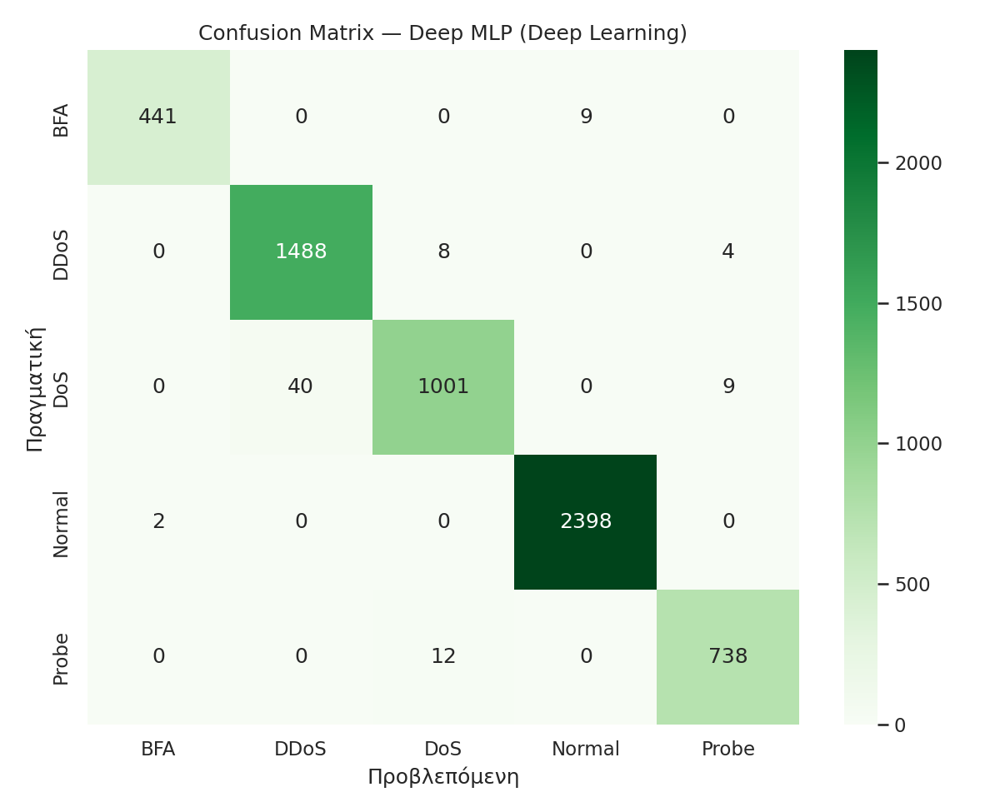 Confusion Matrix — Deep MLP (Deep Learning)
Πραγματική
BFA 441 0 0 9 0
DDoS 0 1488 8 0 4
DoS 0 40 1001 0 9
Normal 2 0 0 2398 0
Probe 0 0 12 0 738
BFA DDoS DoS Normal Probe
Προβλεπόμενη
2000
1500
1000
500
0